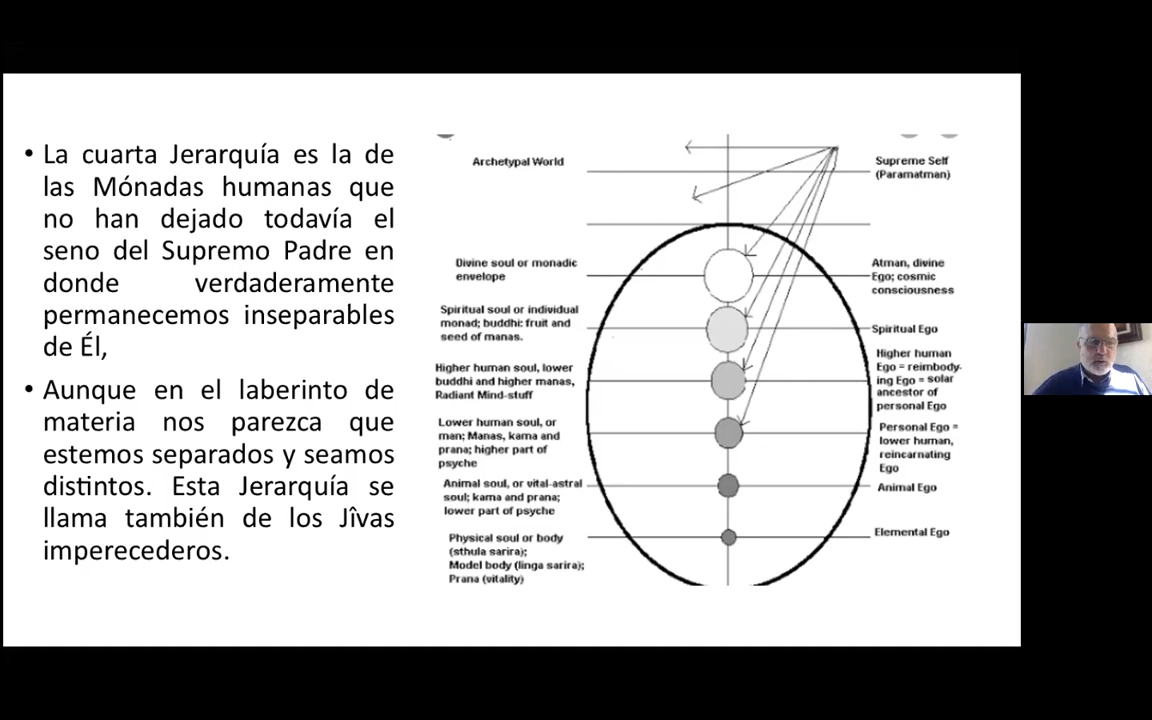 • La cuarta Jerarquía es la de
las Mónadas humanas que
no han dejado todavía el
seno del Supremo Padre en
donde verdaderamente
permanecemos inseparables
de Él,
• Aunque en el laberinto de
materia nos parezca que
estemos separados y seamos
distintos. Esta Jerarquía se
llama también de los Jîvas
imperecederos.
Archetypal World
Supreme Self
(Paramatman)
Divine soul or monadic
envelope
Atman, divine
Ego; cosmic
consciousness
Spiritual soul or individual
monad; buddhi: fruit and
seed of manas.
Spiritual Ego
Higher human soul, lower
buddhi and higher manas,
Radiant Mind-stuff
Higher human
Ego = reimbody-
ing Ego = solar
ancestor of
personal Ego
Lower human soul, or
man; Manas, kama and
prana; higher part of
psyche
Personal Ego =
lower human,
reincarnating
Ego
Animal soul, or vital-astral
soul; kama and prana;
lower part of psyche
Animal Ego
Physical soul or body
(sthula sarira);
Model body (linga sarira);
Prana (vitality)
Elemental Ego